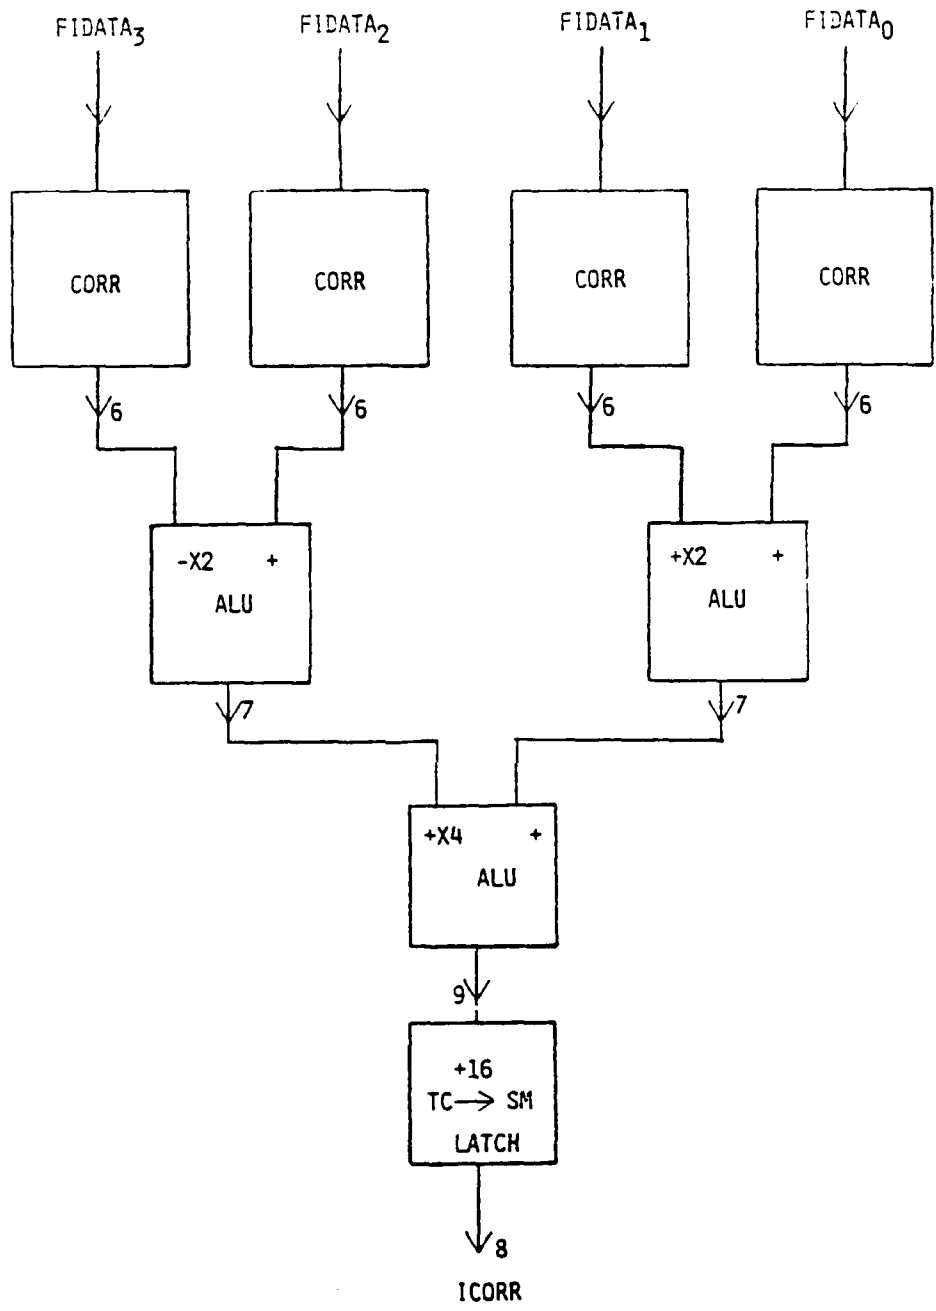 FIDATA3 FIDATA2 FIDATA1 FIDATA0
CORR CORR CORR CORR
6 6 6 6
-X2 + +X2 +
ALU ALU
7 7
+X4 +
ALU
9
+16
TC → SM
LATCH
8
ICORR